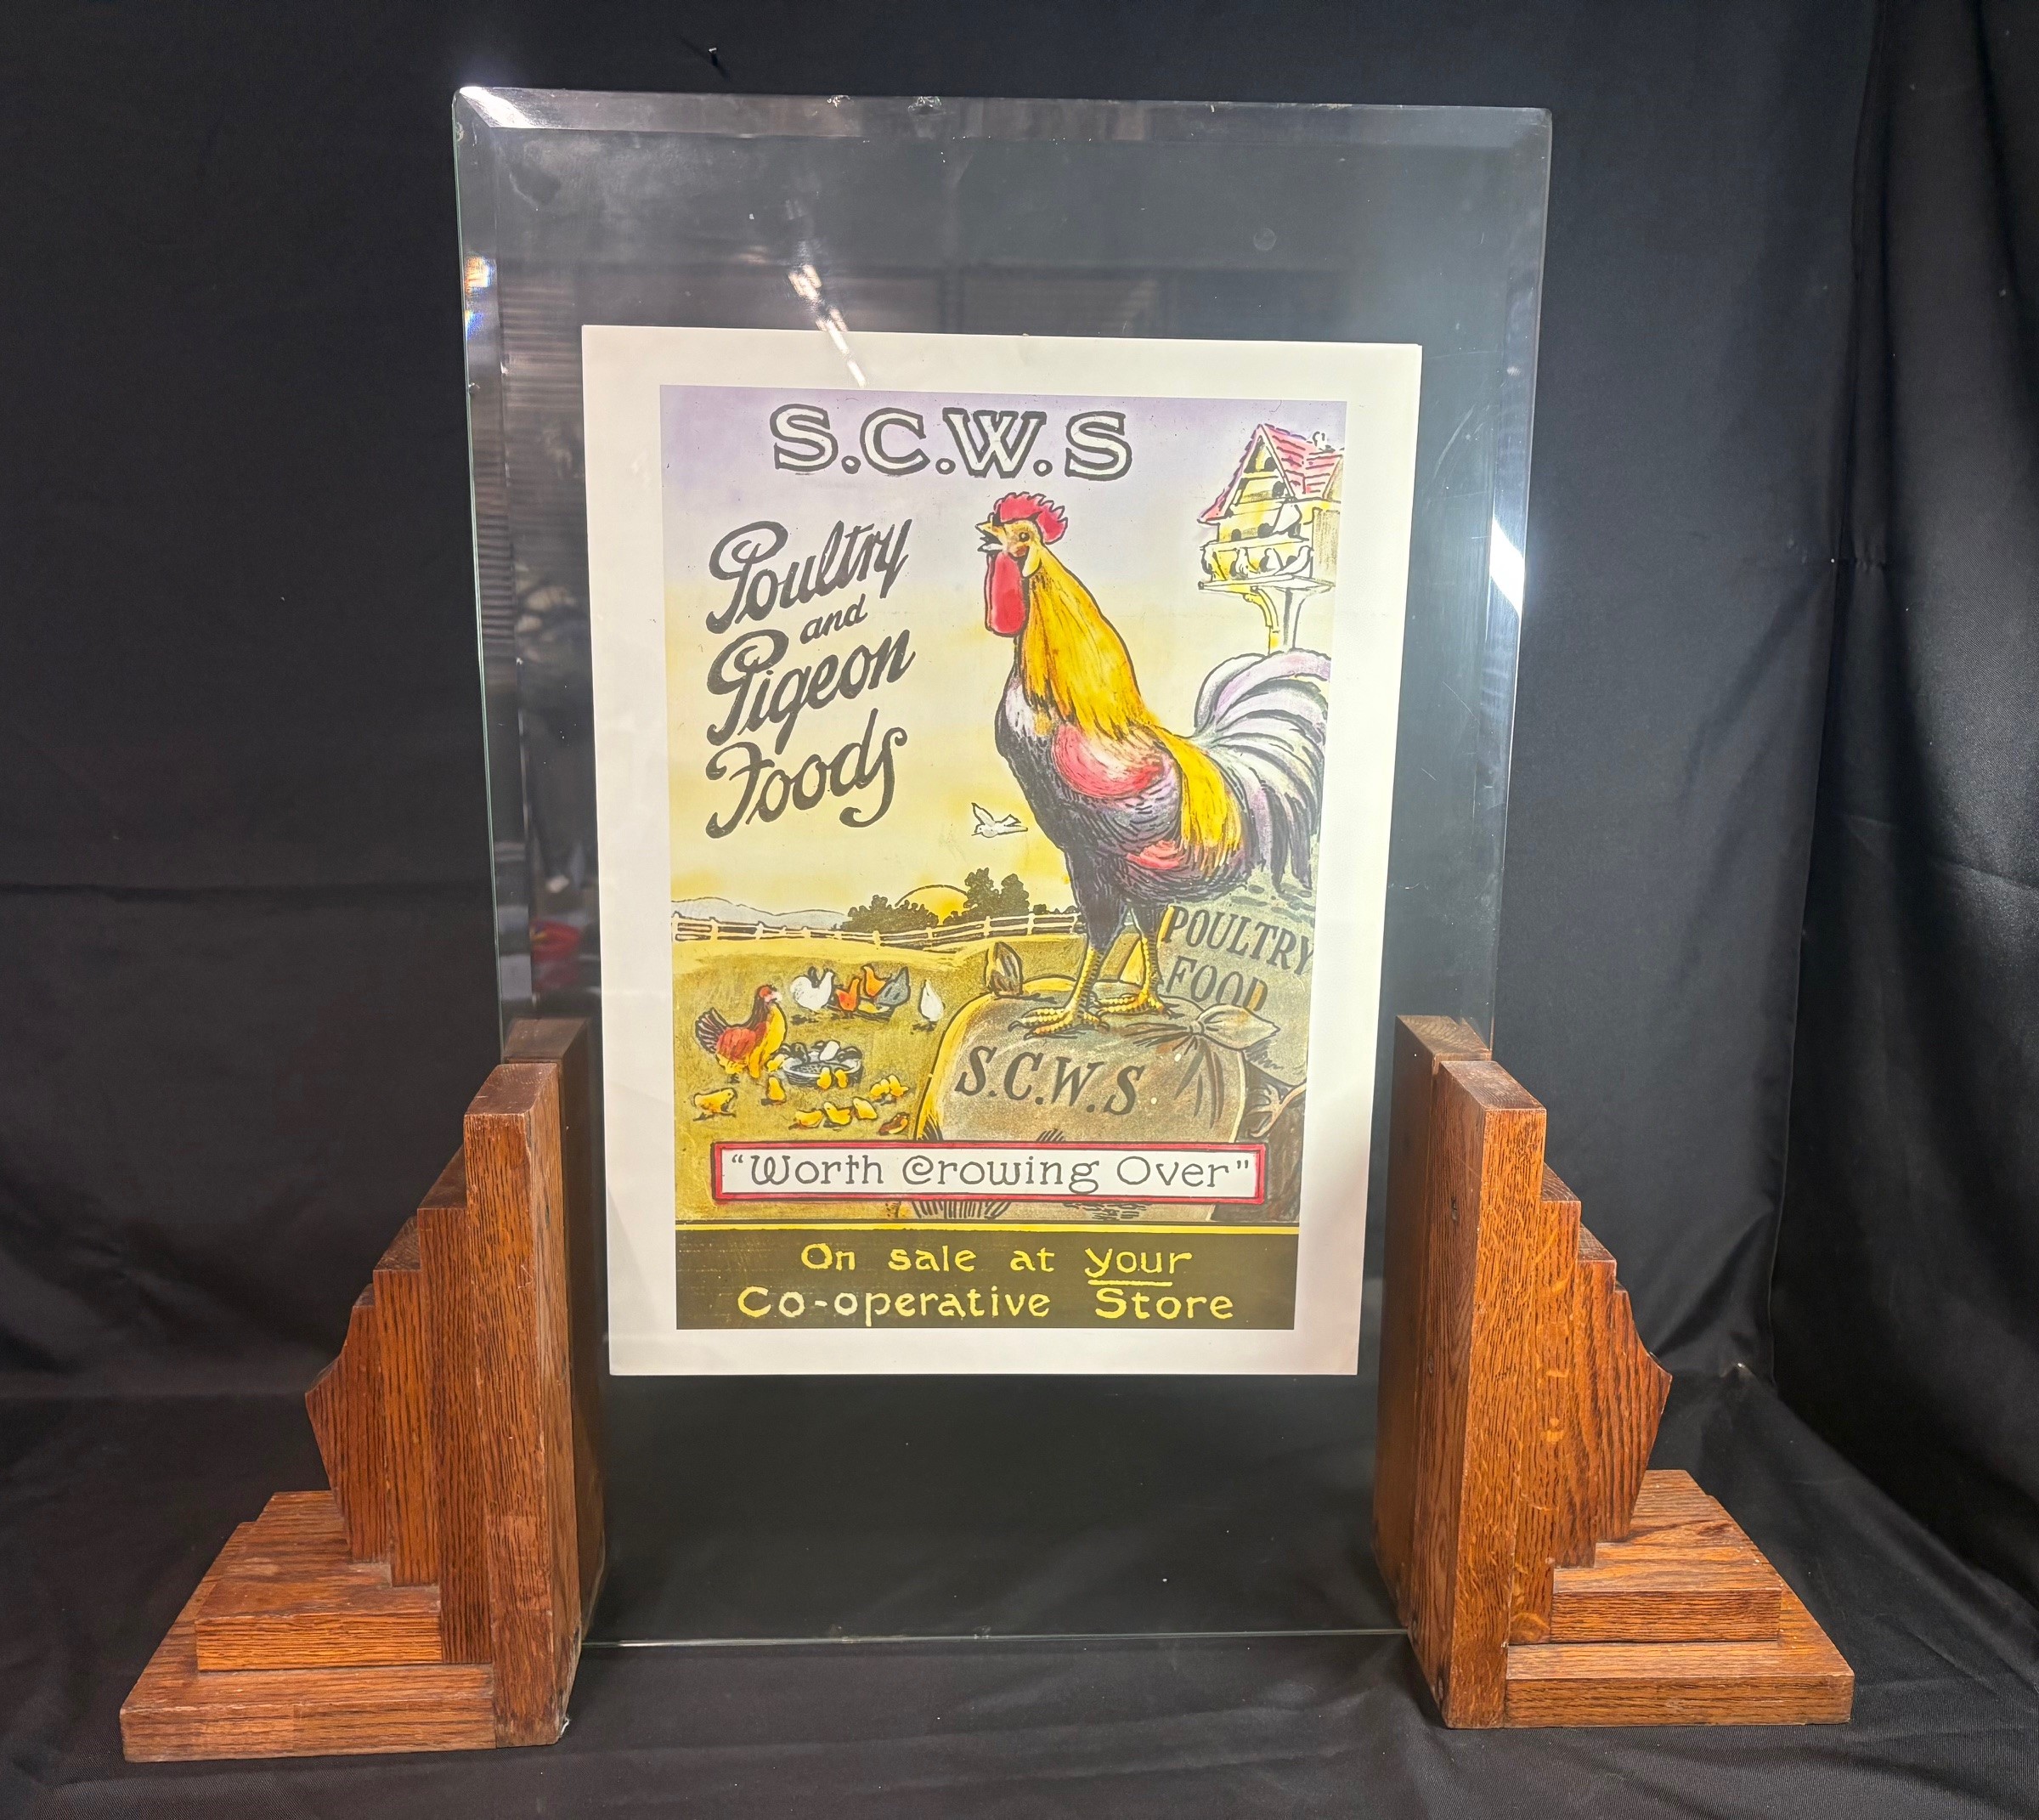 S.C.W.S
Poultry
and
Pigeon
Foods
POULTRY
FOOD
S.C.W.S
"Worth Crowing Over"
On sale at your
Co-operative Store